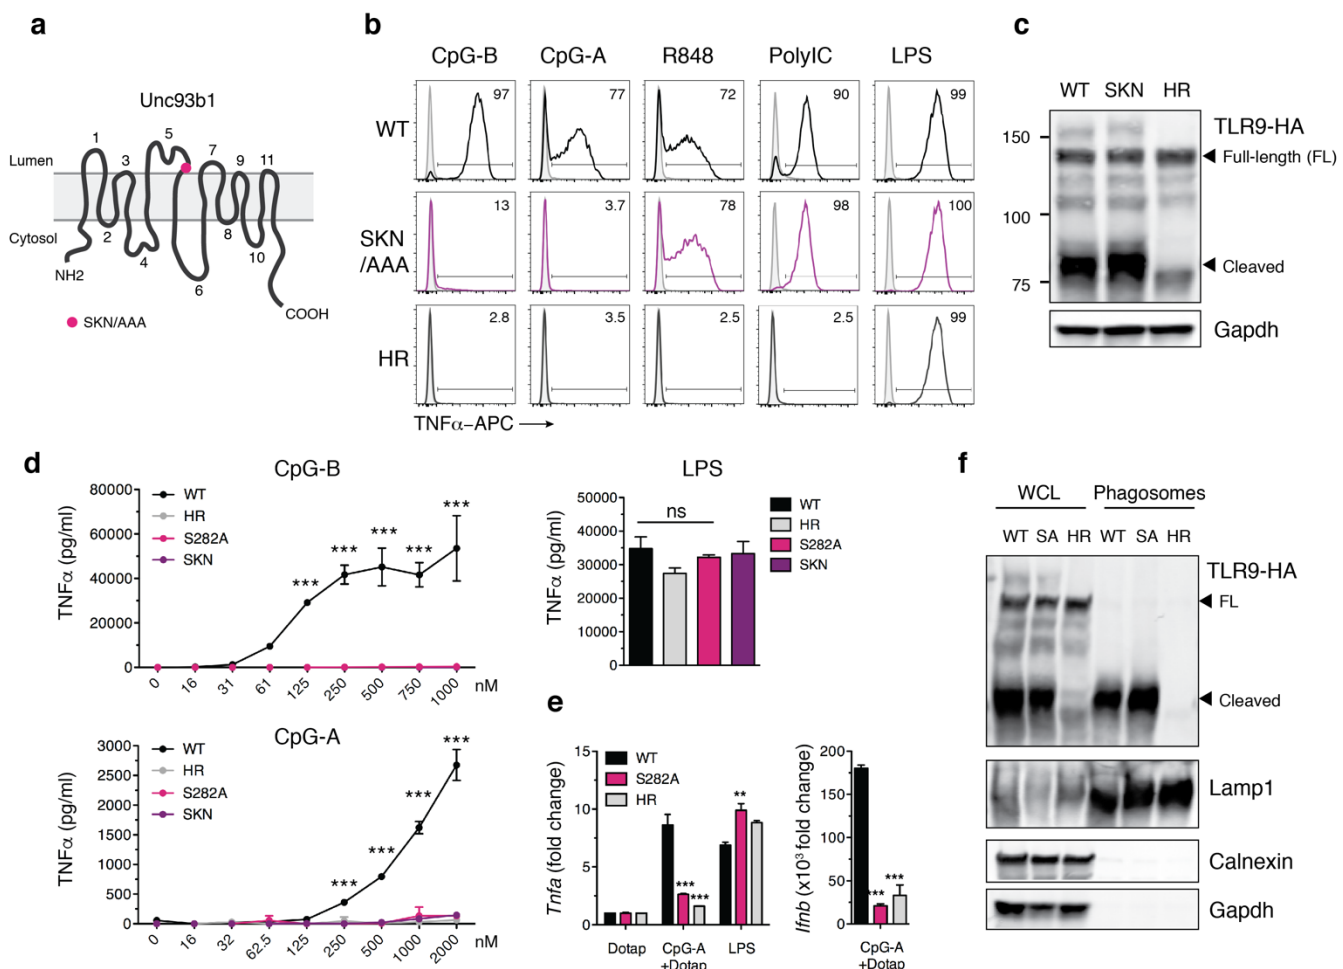 a
Unc93b1
1
2
3
4
5
6
7
8
9
10
11
Lumen
Cytosol
NH2
COOH
SKN/AAA
b
CpG-B CpG-A R848 PolyIC LPS
WT
97 77 72 90 99
SKN
/AAA
13 3.7 78 98 100
HR
2.8 3.5 2.5 2.5 99
TNFα–APC
c
WT SKN HR
TLR9-HA
150
Full-length (FL)
100
Cleaved
75
Gapdh
d
CpG-B
TNFα (pg/ml)
80000
60000
40000
20000
0
WT
HR
S282A
SKN
*** *** *** *** ***
0 16 31 61 125 250 500 750 1000 nM
LPS
TNFα (pg/ml)
50000
40000
35000
30000
20000
10000
0
ns
WT
HR
S282A
SKN
CpG-A
TNFα (pg/ml)
3000
2500
2000
1500
1000
500
0
WT
HR
S282A
SKN
*** *** *** ***
0 16 32 62.5 125 250 500 1000 2000 nM
e
Tnfa (fold change)
15
10
5
0
WT
S282A
HR
*** *** **
Dotap CpG-A
+Dotap LPS
Ifnb (x10³ fold change)
200
150
100
50
0
*** ***
CpG-A
+Dotap
f
WCL Phagosomes
WT SA HR WT SA HR
TLR9-HA
FL
Cleaved
Lamp1
Calnexin
Gapdh